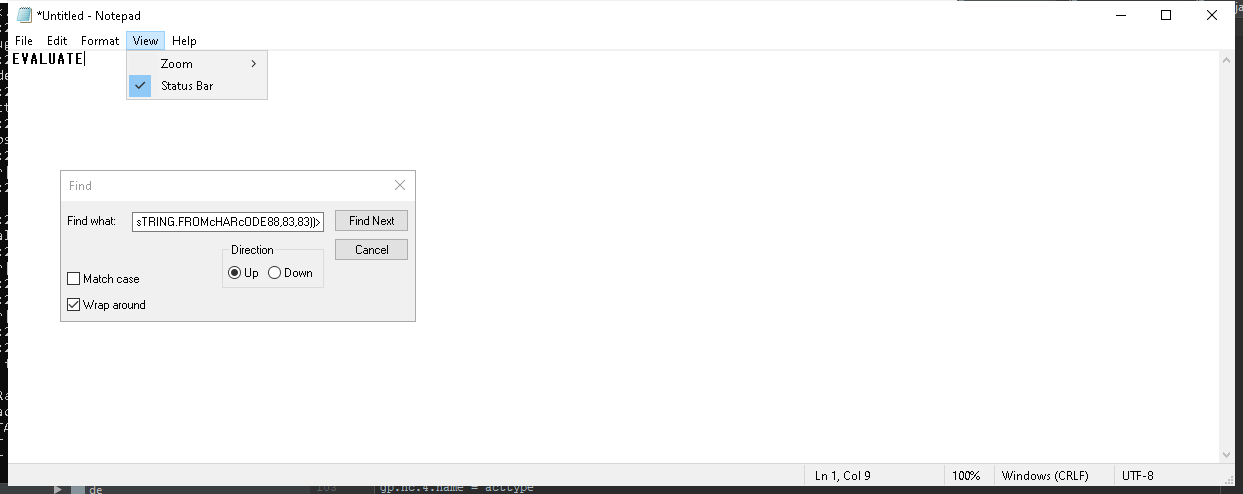 *Untitled - Notepad
File Edit Format View Help
EVALUATE
Zoom
Status Bar
Find
Find what: sTRING.FROMcHARcODE88,83,83))> Find Next
Direction Cancel
Up Down
Match case
Wrap around
Ln 1, Col 9 100% Windows (CRLF) UTF-8
de 103 gp.nc.4.name = acttype